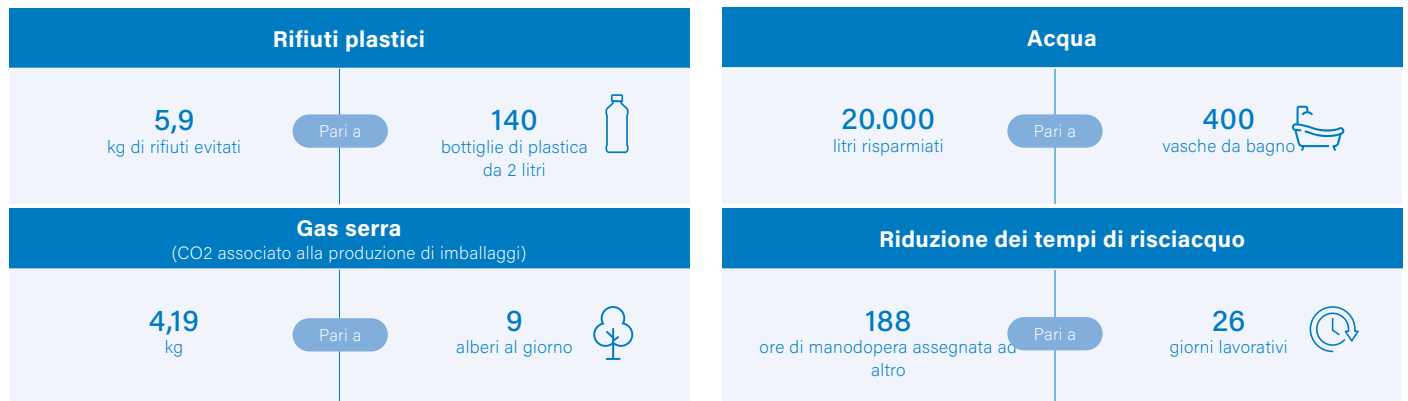 Rifiuti plastici
5,9
kg di rifiuti evitati
Pari a
140
bottiglie di plastica
da 2 litri
Acqua
20.000
litri risparmiati
Pari a
400
vasche da bagno
Gas serra
(CO2 associato alla produzione di imballaggi)
4,19
kg
Pari a
9
alberi al giorno
Riduzione dei tempi di risciacquo
188
ore di manodopera assegnata ad
altro
Pari a
26
giorni lavorativi